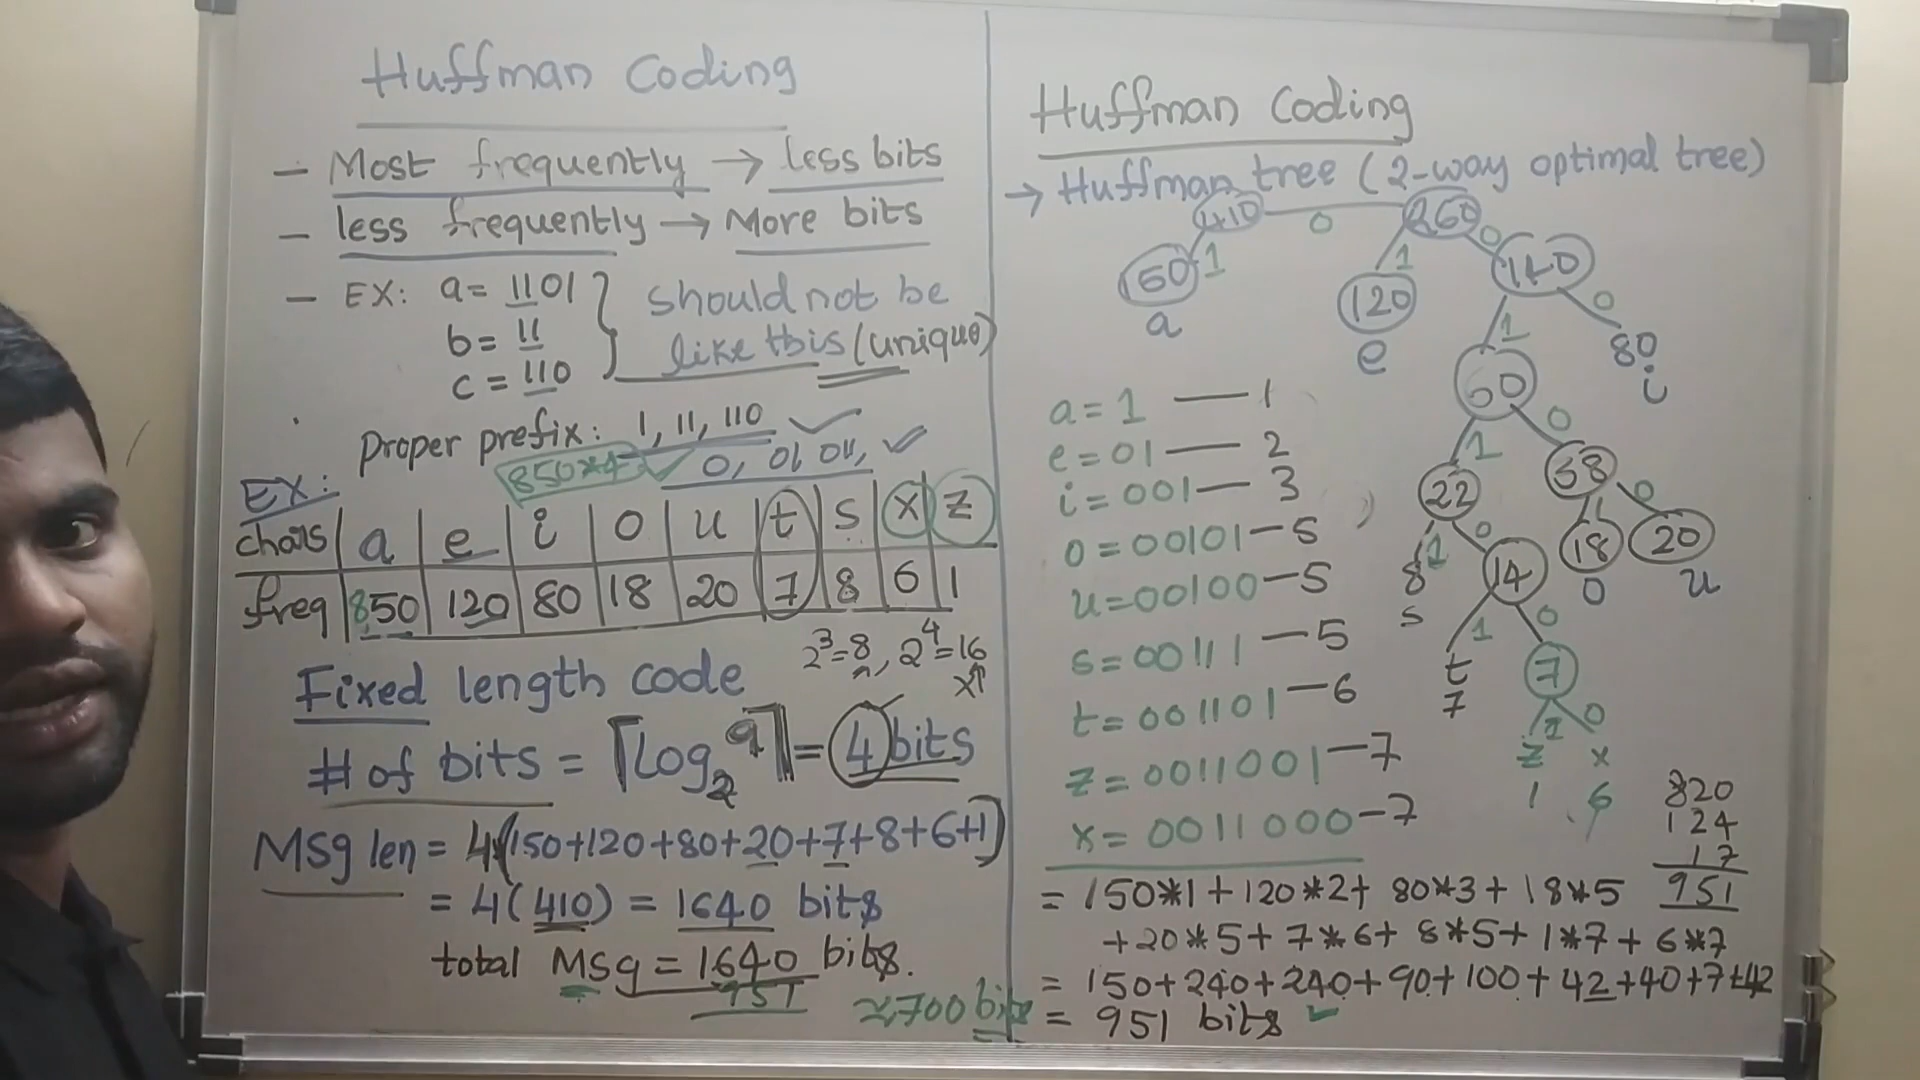 Huffman Coding
– Most frequently → less bits
– less frequently → More bits
– EX: a = 1101
b = 11
c = 110
should not be
like this (unique)
Proper prefix: 1, 11, 110 ✓
850*4 ✓ 0, 01 011, ✓
EX:
chars a e i o u t s x z
freq 850 120 80 18 20 7 8 6 1
Fixed length code
2^3=8, 2^4=16
x↑
# of bits = ⌈log_2 9⌉ = 4 bits
MSg len = 4(150+120+80+20+7+8+6+1)
= 4(410) = 1640 bits
total MSg = 1640 bits.
951
≈700 bits
Huffman Coding
→ Huffman tree (2-way optimal tree)
410 0 260 0
150 1 1 140
a 120 0
e 1 80
i
60 0
1 58
22 0 1 0
1 18 20
8 14 o u
s
1 0
t 7
7 1 0
z x
1 6
a = 1 — 1
e = 01 — 2
i = 001 — 3
o = 00101 — 5
u = 00100 — 5
s = 00111 — 5
t = 001101 — 6
z = 0011001 — 7
x = 0011000 — 7
820
124
17
951
= 150*1 + 120*2 + 80*3 + 18*5
+20*5 + 7*6 + 8*5 + 1*7 + 6*7
= 150+240+240+90+100+42+40+7+42
= 951 bits ✓